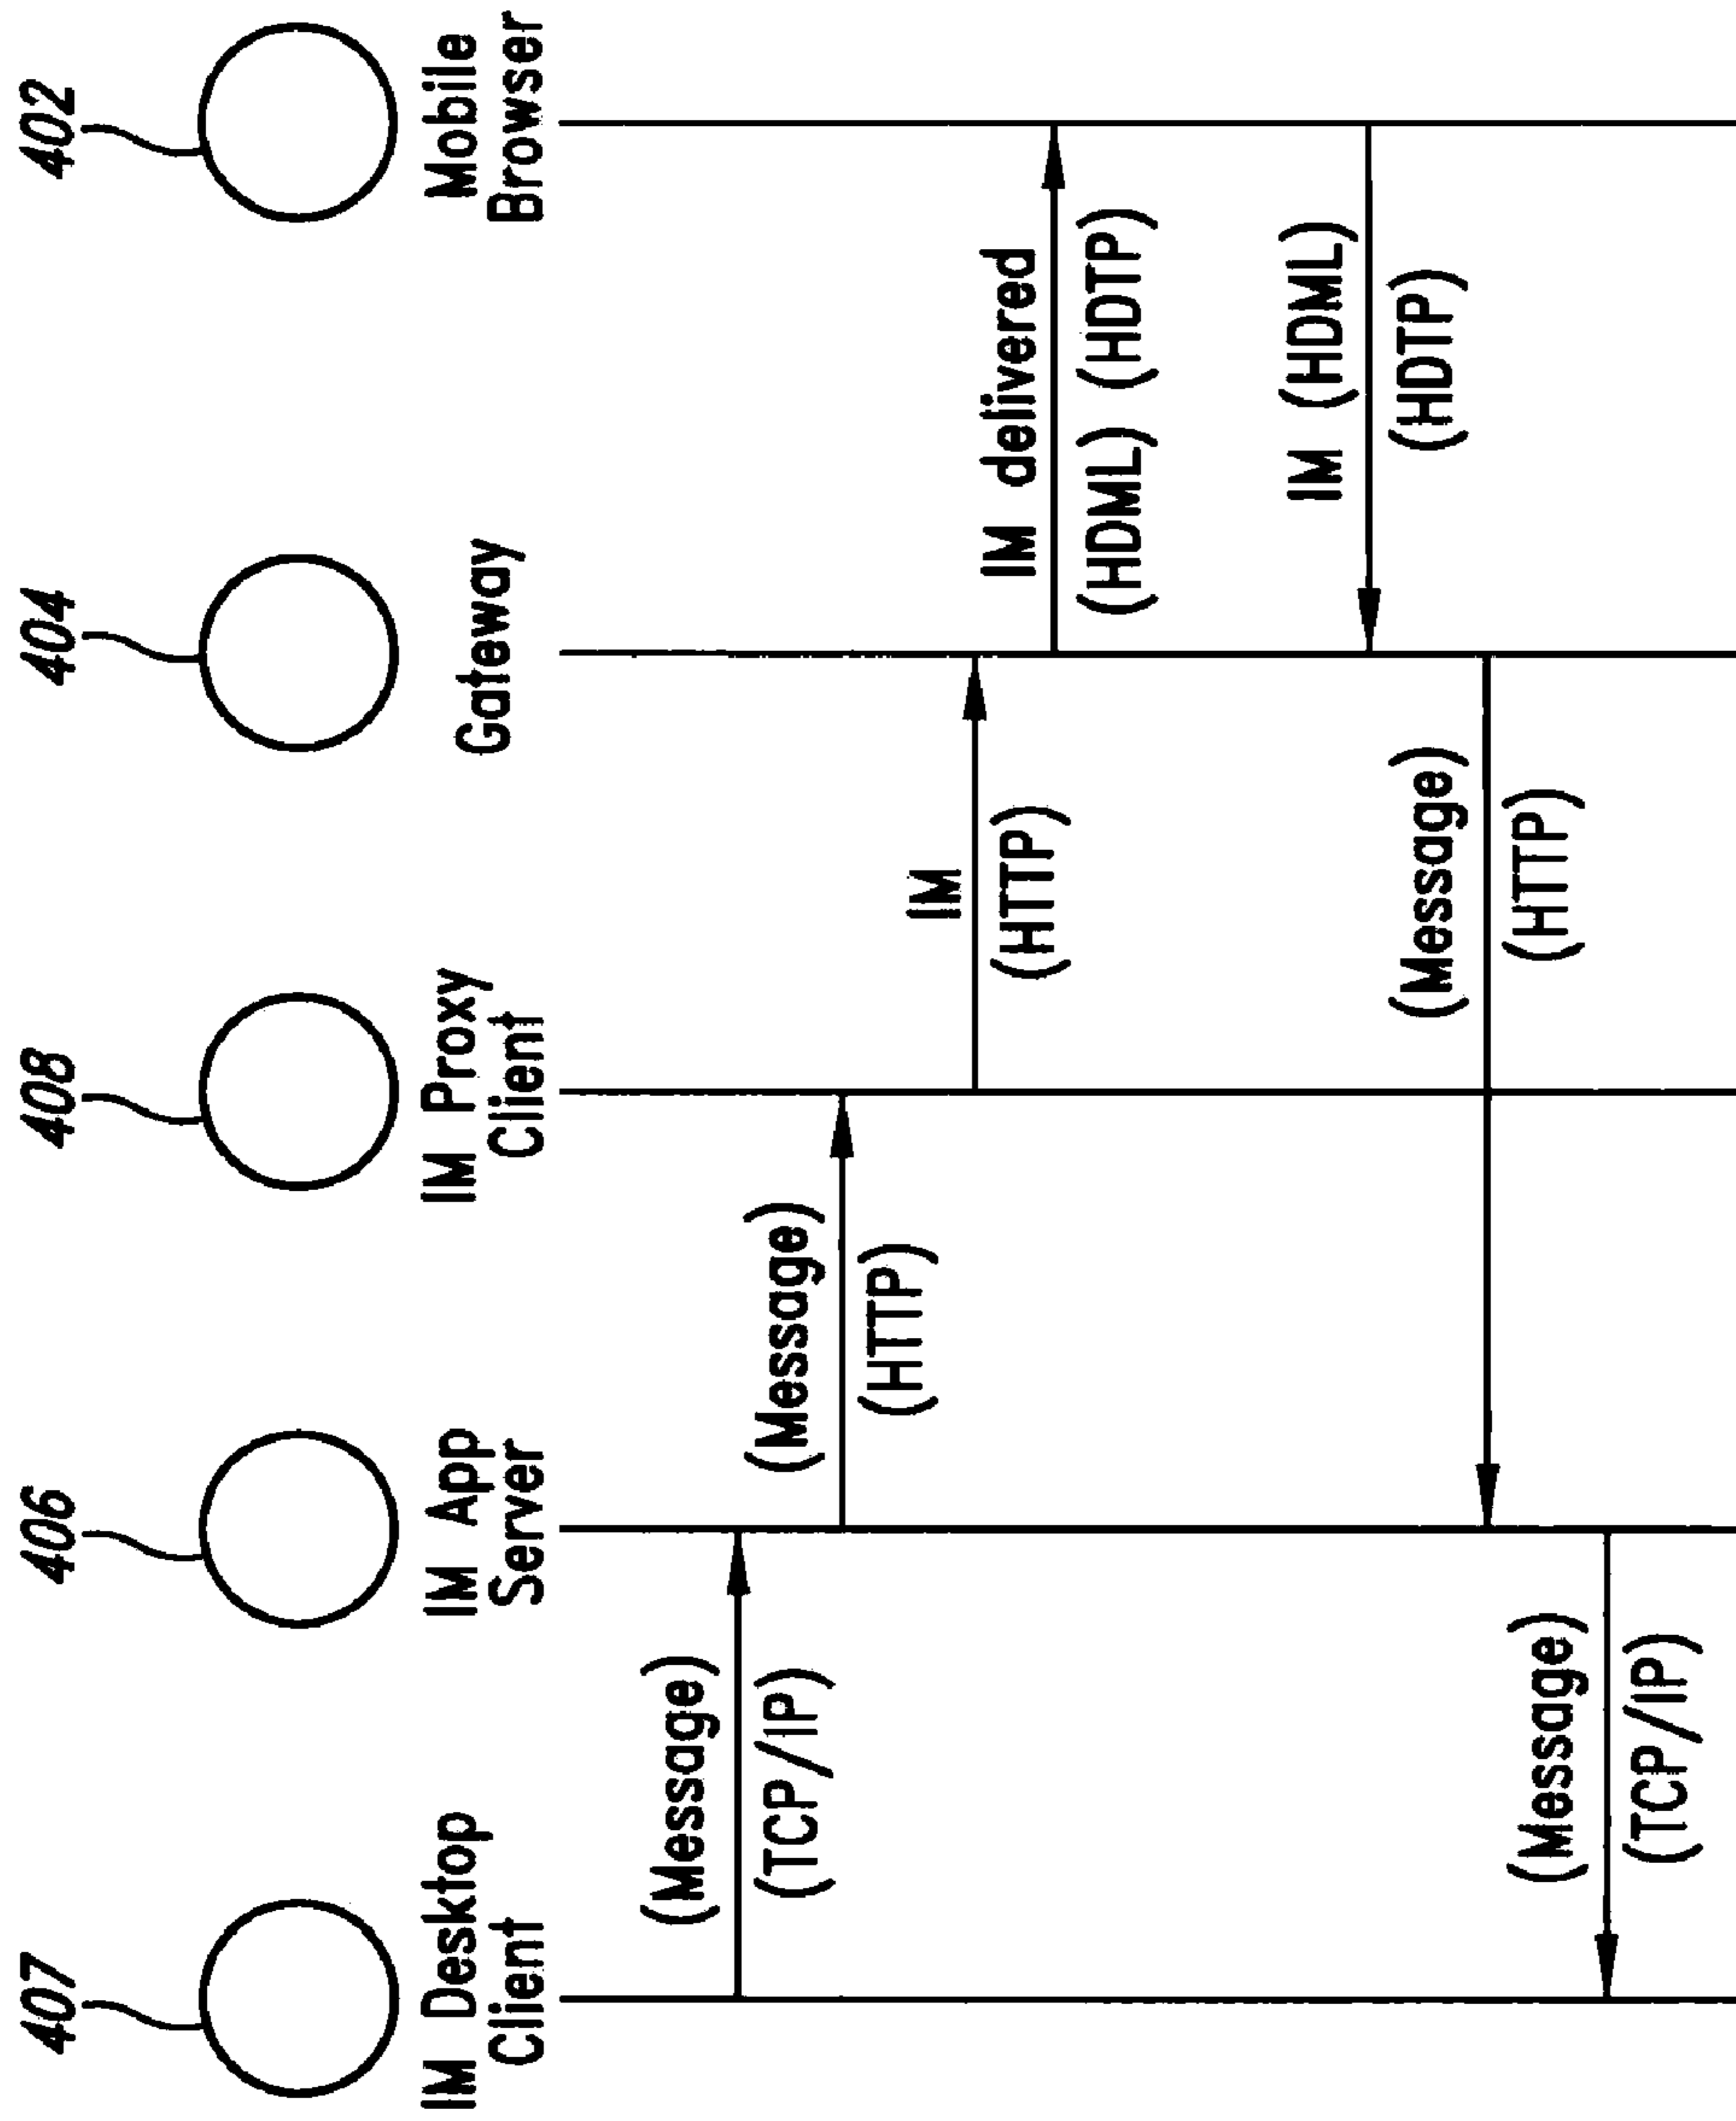 407
406
408
404
402
IM Desktop
Client
IM App
Server
IM Proxy
Client
Gateway
Mobile
Browser
(Message)
(TCP/IP)
(Message)
(HTTP)
IM
(HTTP)
IM delivered
(HDML) (HDTP)
IM (HDML)
(HDTP)
(Message)
(HTTP)
(Message)
(TCP/IP)